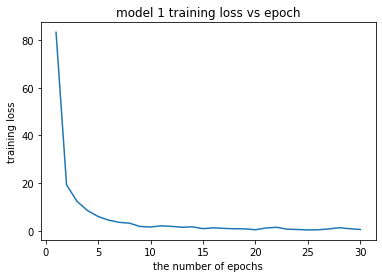 model 1 training loss vs epoch
training loss
80
60
40
20
0
0 5 10 15 20 25 30
the number of epochs